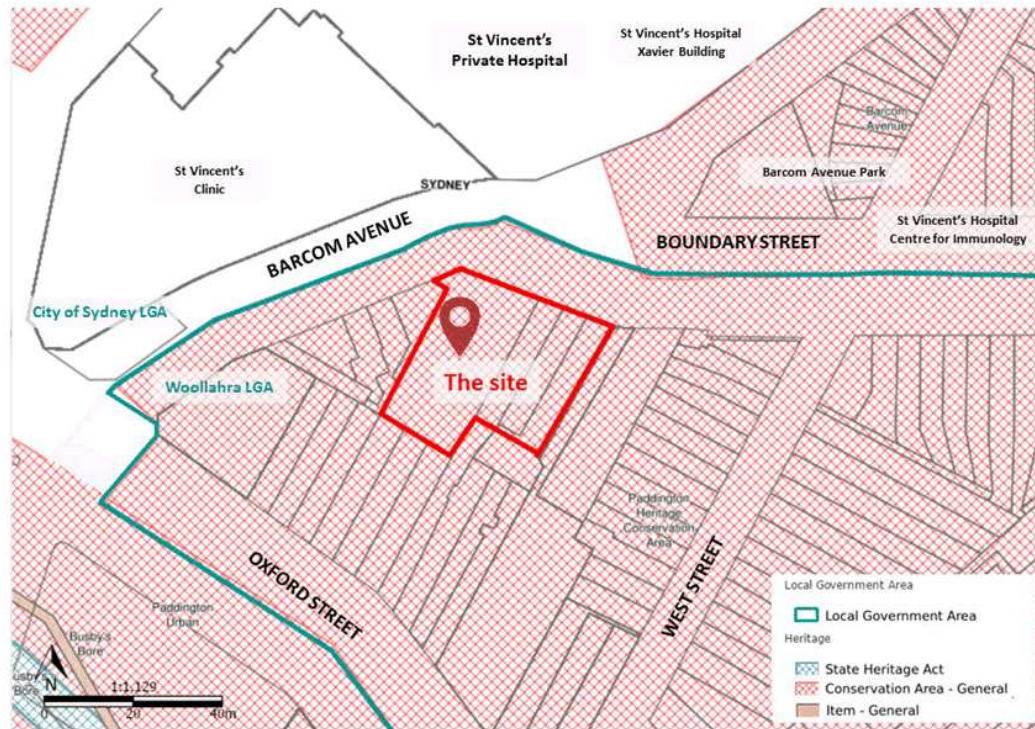 St Vincent's
Private Hospital
St Vincent's Hospital
Xavier Building
Barcom
Avenue
St Vincent's
Clinic
SYDNEY
Barcom Avenue Park
BARCOM AVENUE
BOUNDARY STREET
St Vincent's Hospital
Centre for Immunology
City of Sydney LGA
Woollahra LGA
The site
Paddington
Heritage
Conservation
Area
OXFORD STREET
WEST STREET
Paddington
Urban
Busby's
Bore
usby's
Bore
N
1:1,129
0 20 40m
Local Government Area
Local Government Area
Heritage
State Heritage Act
Conservation Area - General
Item - General